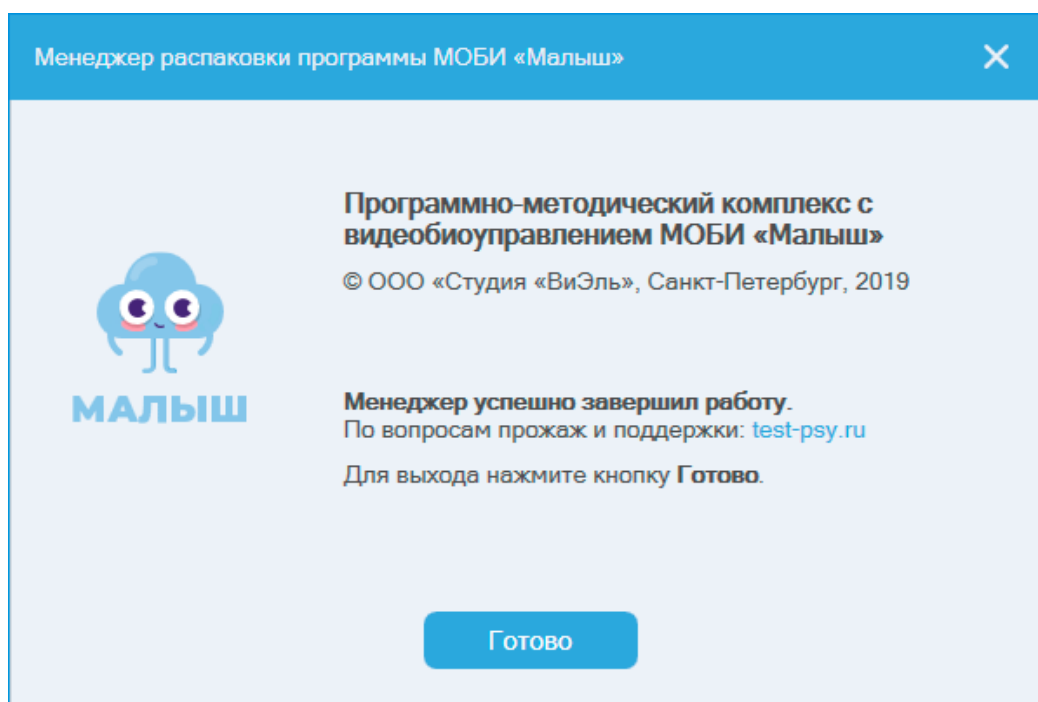 Менеджер распаковки программы МОБИ «Малыш»
Программно-методический комплекс с
видеобиоуправлением МОБИ «Малыш»
© ООО «Студия «ВиЭль», Санкт-Петербург, 2019
МАЛЫШ
Менеджер успешно завершил работу.
По вопросам прожаж и поддержки: test-psy.ru
Для выхода нажмите кнопку Готово.
Готово